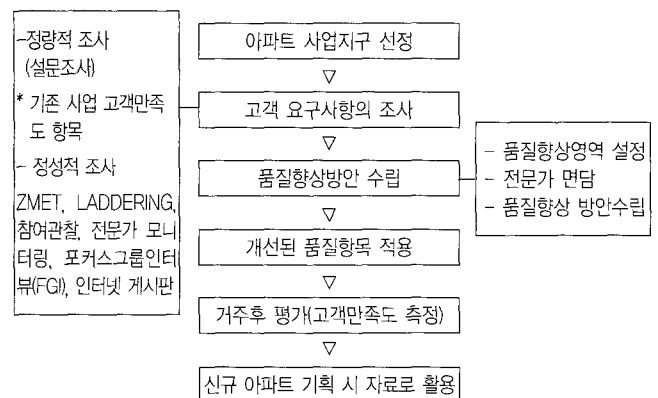 -정량적 조사
(설문조사)
* 기존 사업 고객만족
도 항목
- 정성적 조사
ZMET, LADDERING,
참여관찰, 전문가 모니
터링, 포커스그룹인터
뷰(FGI), 인터넷 게시판
아파트 사업지구 선정
▽
고객 요구사항의 조사
▽
품질향상방안 수립
▽
개선된 품질항목 적용
▽
거주후 평가(고객만족도 측정)
▽
신규 아파트 기획 시 자료로 활용
- 품질향상영역 설정
- 전문가 면담
- 품질향상 방안수립